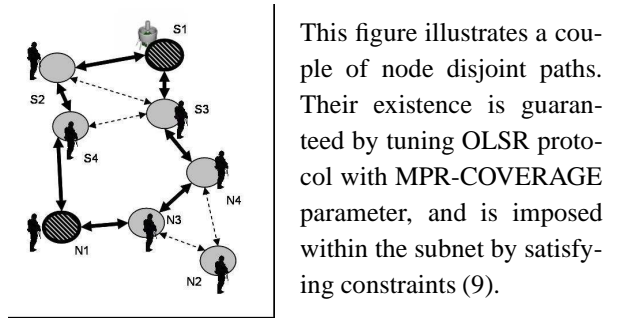 S1
S2
S3
S4
N4
N3
N1
N2
This figure illustrates a cou-
ple of node disjoint paths.
Their existence is guaran-
teed by tuning OLSR proto-
col with MPR-COVERAGE
parameter, and is imposed
within the subnet by satisfy-
ing constraints (9).